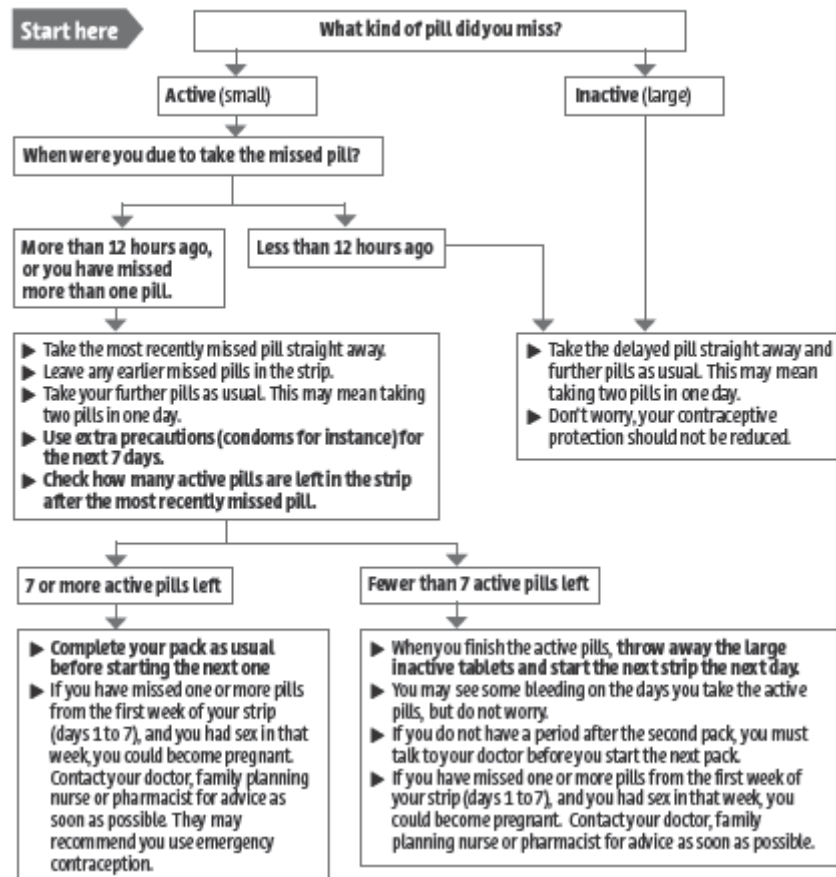 Start here
What kind of pill did you miss?
Active (small)
Inactive (large)
When were you due to take the missed pill?
More than 12 hours ago,
or you have missed
more than one pill.
Less than 12 hours ago
▶ Take the most recently missed pill straight away.
▶ Leave any earlier missed pills in the strip.
▶ Take your further pills as usual. This may mean taking
two pills in one day.
▶ Use extra precautions (condoms for instance) for
the next 7 days.
▶ Check how many active pills are left in the strip
after the most recently missed pill.
▶ Take the delayed pill straight away and
further pills as usual. This may mean
taking two pills in one day.
▶ Don't worry, your contraceptive
protection should not be reduced.
7 or more active pills left
Fewer than 7 active pills left
▶ Complete your pack as usual
before starting the next one
▶ If you have missed one or more pills
from the first week of your strip
(days 1 to 7), and you had sex in that
week, you could become pregnant.
Contact your doctor, family planning
nurse or pharmacist for advice as
soon as possible. They may
recommend you use emergency
contraception.
▶ When you finish the active pills, throw away the large
inactive tablets and start the next strip the next day.
▶ You may see some bleeding on the days you take the active
pills, but do not worry.
▶ If you do not have a period after the second pack, you must
talk to your doctor before you start the next pack.
▶ If you have missed one or more pills from the first week of
your strip (days 1 to 7), and you had sex in that week, you
could become pregnant. Contact your doctor, family
planning nurse or pharmacist for advice as soon as possible.